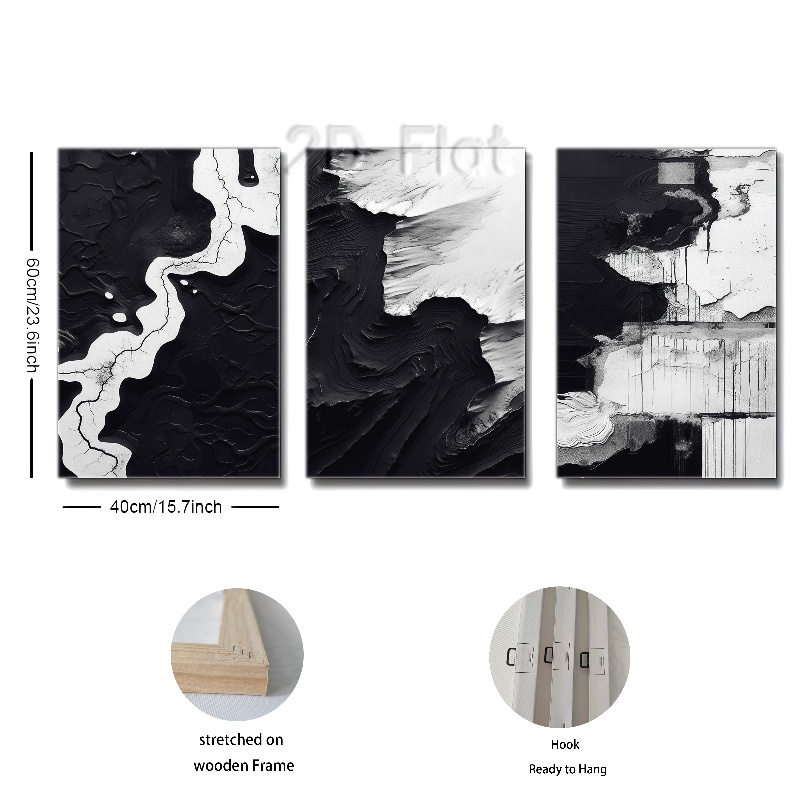 2D Flat
60cm/23.6inch
40cm/15.7inch
stretched on
wooden Frame
Hook
Ready to Hang